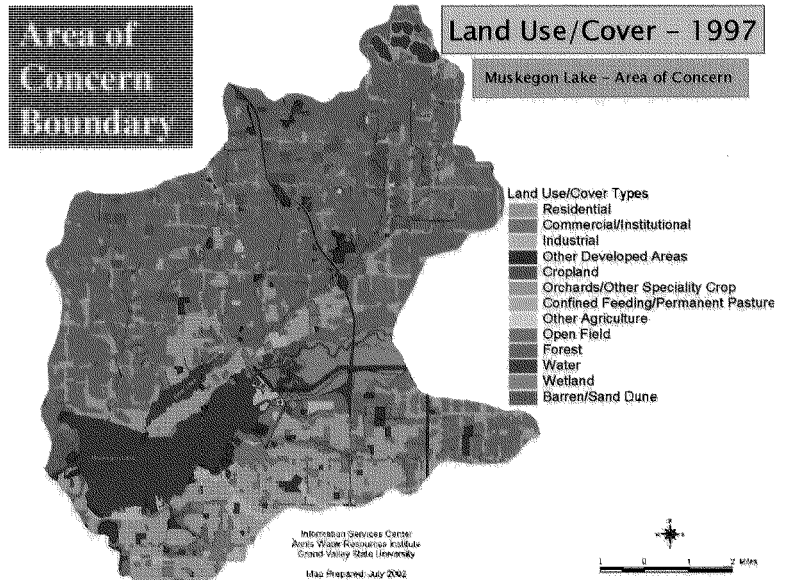 Area of
Concern
Boundary
Land Use/Cover - 1997
Muskegon Lake - Area of Concern
Land Use/Cover Types
Residential
Commercial/Institutional
Industrial
Other Developed Areas
Cropland
Orchards/Other Speciality Crop
Confined Feeding/Permanent Pasture
Other Agriculture
Open Field
Forest
Water
Wetland
Barren/Sand Dune
Information Services Center
Annis Water Resources Institute
Grand Valley State University
Map Prepared: July 2002
1 0 1 2 Miles